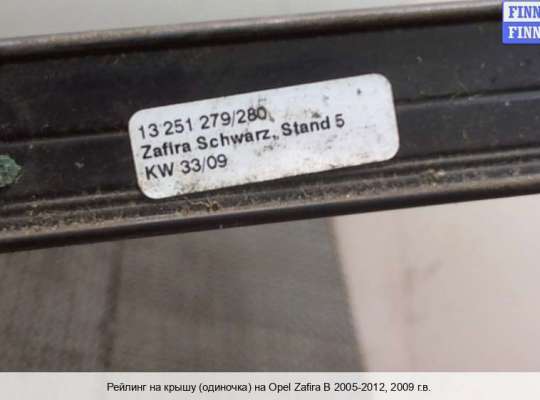 FINN
FINN
13 251 279/280
Zafira Schwarz, Stand 5
KW 33/09
Рейлинг на крышу (одиночка) на Opel Zafira B 2005-2012, 2009 г.в.